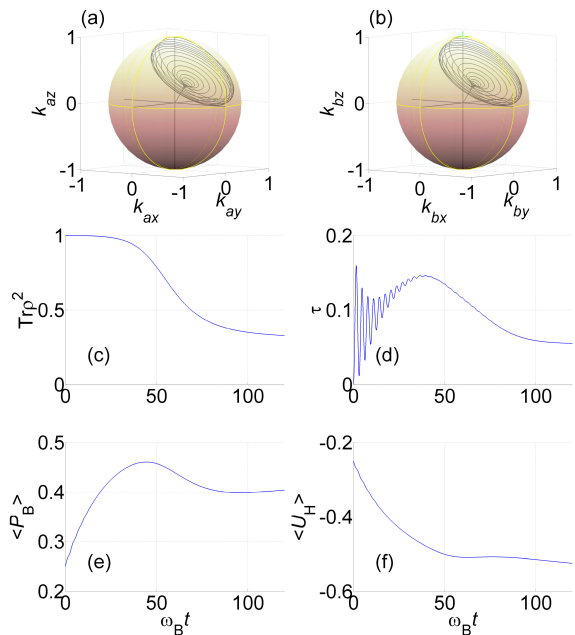 (a)
(b)
1
0
-1
k_az
-1
0
1
k_ax
-1
0
1
k_ay
1
0
-1
k_bz
-1
0
1
k_bx
-1
0
1
k_by
1
0.5
0
Trρ²
(c)
0
50
100
0.2
0.1
0
τ
(d)
0
50
100
0.5
0.4
0.3
0.2
<P_B>
(e)
0
50
100
ω_B t
-0.2
-0.4
-0.6
<U_H>
(f)
0
50
100
ω_B t